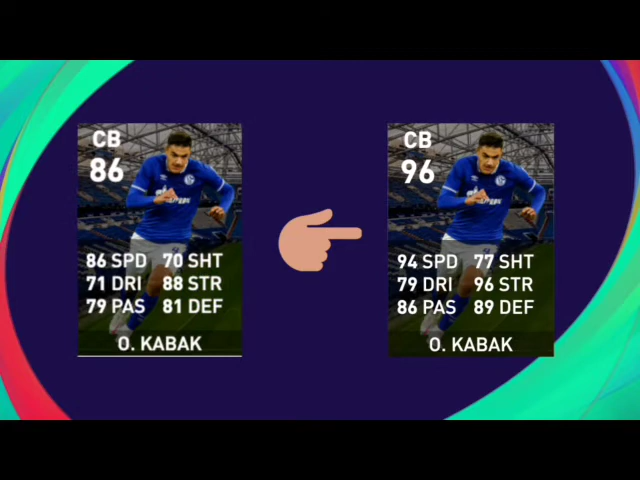 CB
86
86 SPD 70 SHT
71 DRI 88 STR
79 PAS 81 DEF
O. KABAK
CB
96
94 SPD 77 SHT
79 DRI 96 STR
86 PAS 89 DEF
O. KABAK